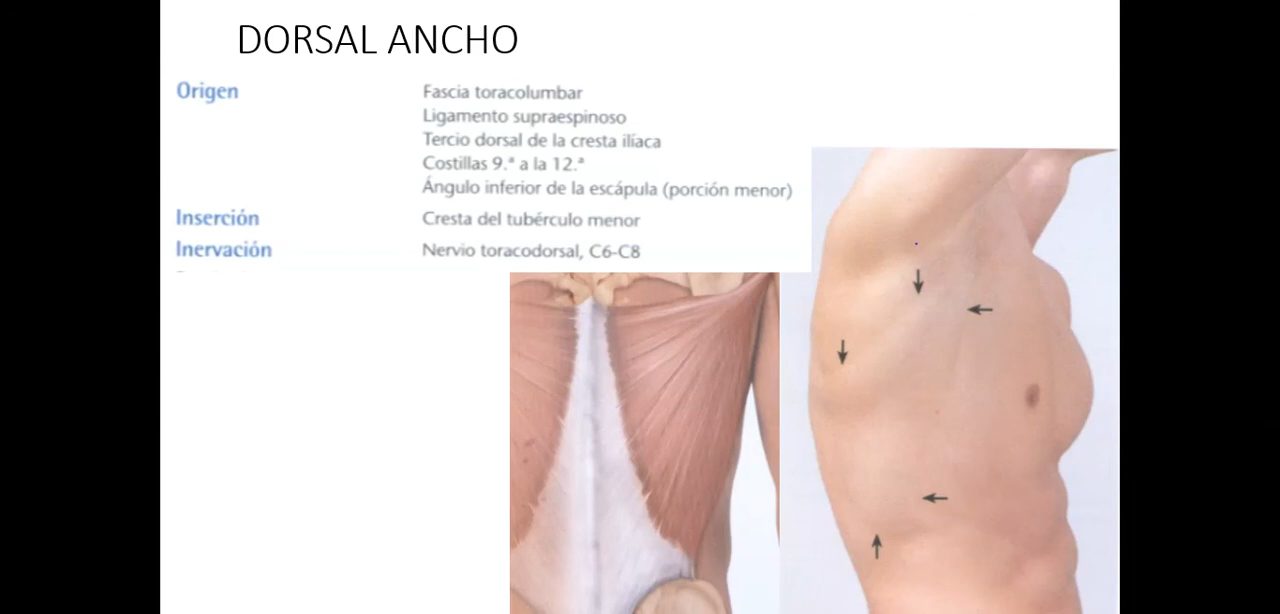 DORSAL ANCHO
Origen Fascia toracolumbar
Ligamento supraespinoso
Tercio dorsal de la cresta ilíaca
Costillas 9.ª a la 12.ª
Ángulo inferior de la escápula (porción menor)
Inserción Cresta del tubérculo menor
Inervación Nervio toracodorsal, C6-C8